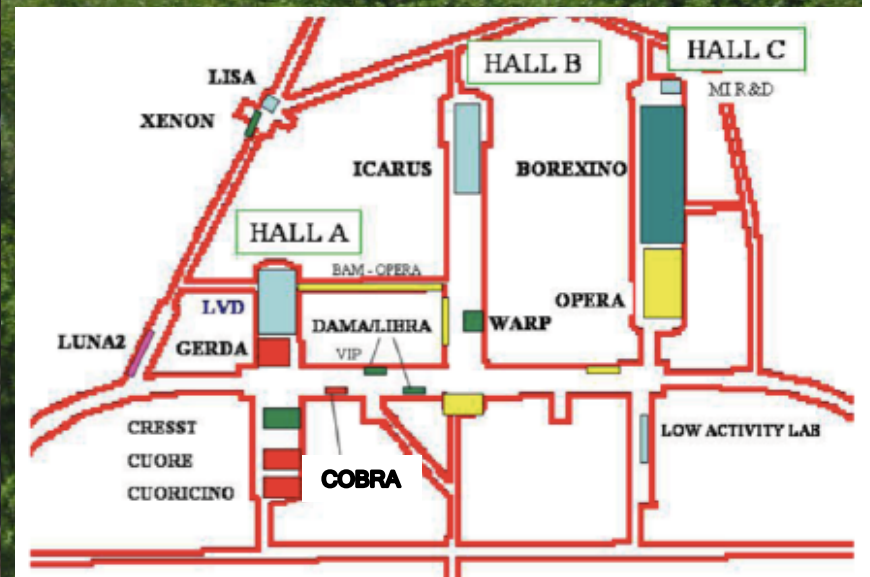 HALL C
HALL B
LISA
MI R&D
XENON
ICARUS
BOREXINO
HALL A
BAM - OPERA
LVD
OPERA
DAMA/LIBRA
WARP
LUNA2
GERDA
VIP
CRESST
LOW ACTIVITY LAB
CUORE
COBRA
CUORICINO